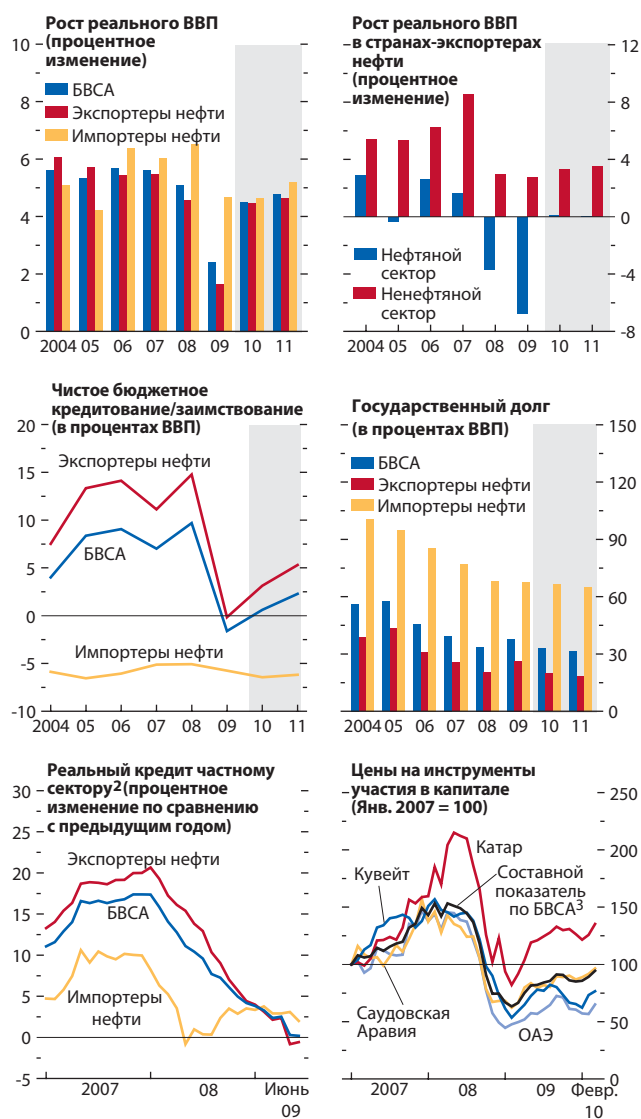 Рост реального ВВП
(процентное
изменение)
10
8
6
4
2
0
БВСА
Экспортеры нефти
Импортеры нефти
2004 05 06 07 08 09 10 11
Рост реального ВВП
в странах-экспортерах
нефти
(процентное
изменение)
12
8
4
0
-4
-8
Нефтяной
сектор
Ненефтяной
сектор
2004 05 06 07 08 09 10 11
Чистое бюджетное
кредитование/заимствование
(в процентах ВВП)
20
15
10
5
0
-5
-10
Экспортеры нефти
БВСА
Импортеры нефти
2004 05 06 07 08 09 10 11
Государственный долг
(в процентах ВВП)
150
120
90
60
30
0
БВСА
Экспортеры нефти
Импортеры нефти
2004 05 06 07 08 09 10 11
Реальный кредит частному
сектору² (процентное
изменение по сравнению
с предыдущим годом)
30
25
20
15
10
5
0
-5
Экспортеры нефти
БВСА
Импортеры
нефти
2007 08 Июнь
09
Цены на инструменты
участия в капитале
(Янв. 2007 = 100)
250
200
150
100
50
0
Катар
Кувейт
Составной
показатель
по БВСА³
Саудовская
Аравия
ОАЭ
2007 08 09 Февр.
10